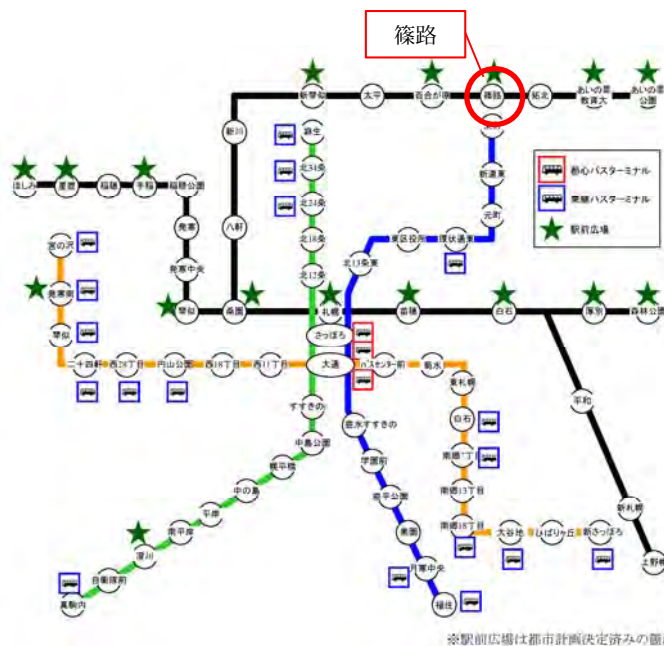 篠路
新琴似
太平
百合が原
篠路
拓北
あいの里
教育大
あいの里
公園
新川
麻生
北34条
北24条
北18条
北12条
新道東
元町
環状通東
東区役所
北13条東
都心バスターミナル
乗継バスターミナル
駅前広場
ほしみ
星置
稲穂
手稲
稲穂公園
発寒
発寒中央
琴似
八軒
桑園
札幌
苗穂
白石
厚別
森林公園
宮の沢
発寒南
琴似
二十四軒
西28丁目
円山公園
西18丁目
西11丁目
さっぽろ
大通
バスセンター前
菊水
東札幌
白石
南郷7丁目
南郷13丁目
南郷18丁目
大谷地
ひばりヶ丘
新さっぽろ
平和
新札幌
上野幌
すすきの
中島公園
幌平橋
中の島
平岸
南平岸
澄川
自衛隊前
真駒内
豊水すすきの
学園前
豊平公園
美園
月寒中央
福住
※駅前広場は都市計画決定済みの